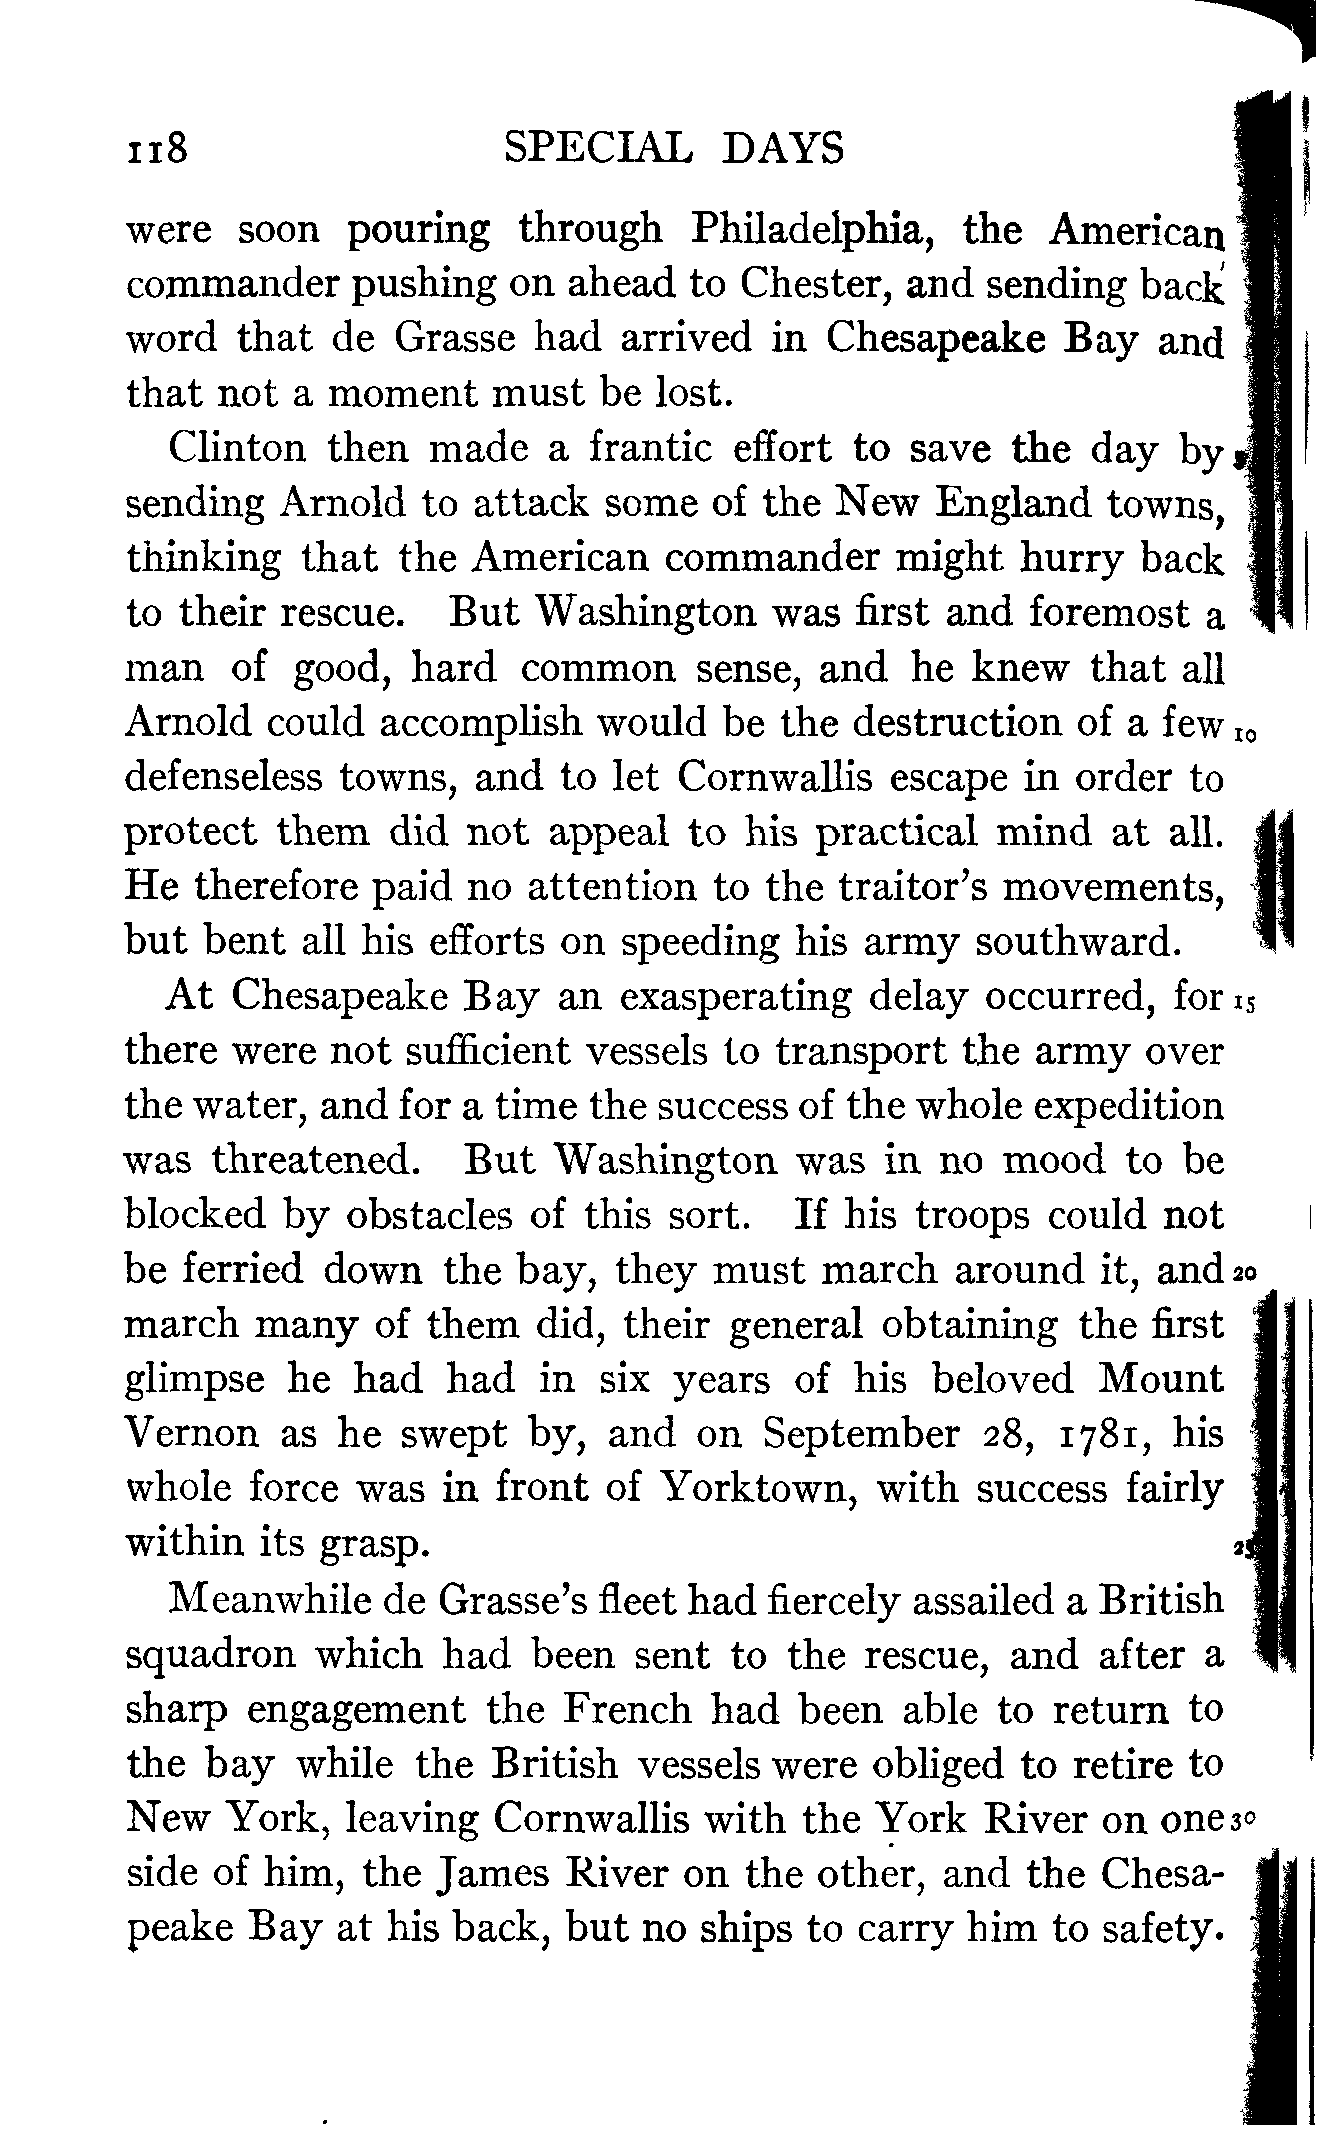 118 SPECIAL DAYS
were soon pouring through Philadelphia, the American
commander pushing on ahead to Chester, and sending back
word that de Grasse had arrived in Chesapeake Bay and
that not a moment must be lost.
Clinton then made a frantic effort to save the day by
sending Arnold to attack some of the New England towns,
thinking that the American commander might hurry back
to their rescue. But Washington was first and foremost a
man of good, hard common sense, and he knew that all
Arnold could accomplish would be the destruction of a few 10
defenseless towns, and to let Cornwallis escape in order to
protect them did not appeal to his practical mind at all.
He therefore paid no attention to the traitor's movements,
but bent all his efforts on speeding his army southward.
At Chesapeake Bay an exasperating delay occurred, for 15
there were not sufficient vessels to transport the army over
the water, and for a time the success of the whole expedition
was threatened. But Washington was in no mood to be
blocked by obstacles of this sort. If his troops could not
be ferried down the bay, they must march around it, and 20
march many of them did, their general obtaining the first
glimpse he had had in six years of his beloved Mount
Vernon as he swept by, and on September 28, 1781, his
whole force was in front of Yorktown, with success fairly
within its grasp. 25
Meanwhile de Grasse's fleet had fiercely assailed a British
squadron which had been sent to the rescue, and after a
sharp engagement the French had been able to return to
the bay while the British vessels were obliged to retire to
New York, leaving Cornwallis with the York River on one 30
side of him, the James River on the other, and the Chesa-
peake Bay at his back, but no ships to carry him to safety.